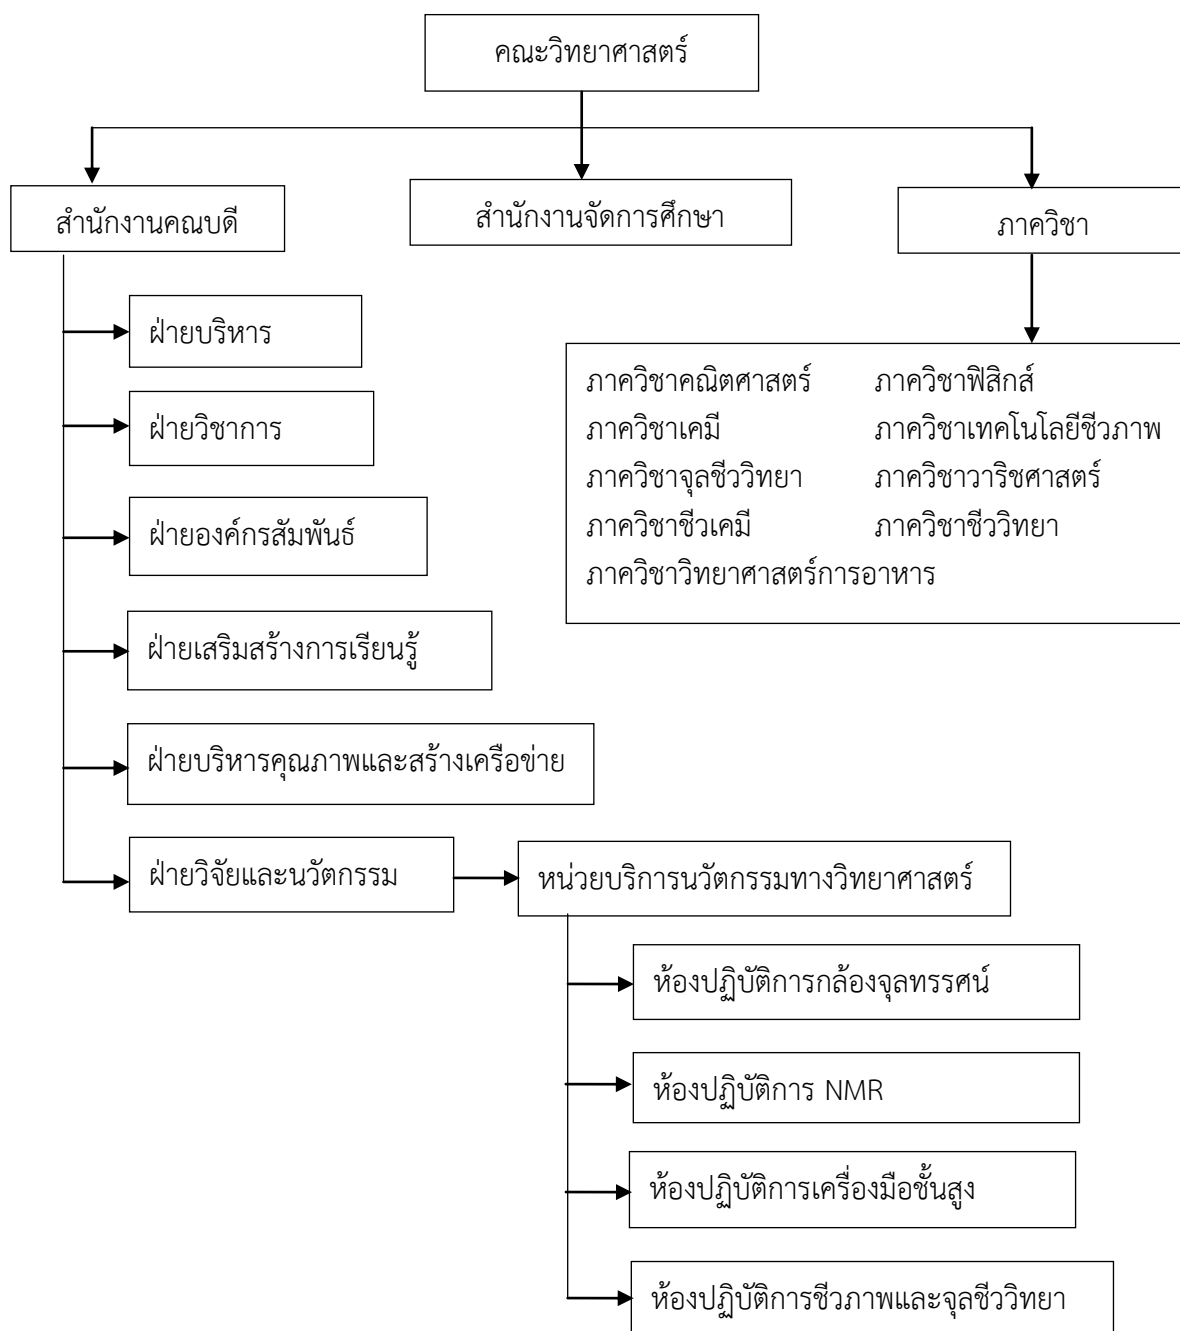 คณะวิทยาศาสตร์
สำนักงานคณบดี
สำนักงานจัดการศึกษา
ภาควิชา
ฝ่ายบริหาร
ฝ่ายวิชาการ
ฝ่ายองค์กรสัมพันธ์
ฝ่ายเสริมสร้างการเรียนรู้
ฝ่ายบริหารคุณภาพและสร้างเครือข่าย
ฝ่ายวิจัยและนวัตกรรม
ภาควิชาคณิตศาสตร์ ภาควิชาฟิสิกส์
ภาควิชาเคมี ภาควิชาเทคโนโลยีชีวภาพ
ภาควิชาจุลชีววิทยา ภาควิชาวาริชศาสตร์
ภาควิชาชีวเคมี ภาควิชาชีววิทยา
ภาควิชาวิทยาศาสตร์การอาหาร
หน่วยบริการนวัตกรรมทางวิทยาศาสตร์
ห้องปฏิบัติการกล้องจุลทรรศน์
ห้องปฏิบัติการ NMR
ห้องปฏิบัติการเครื่องมือชั้นสูง
ห้องปฏิบัติการชีวภาพและจุลชีววิทยา